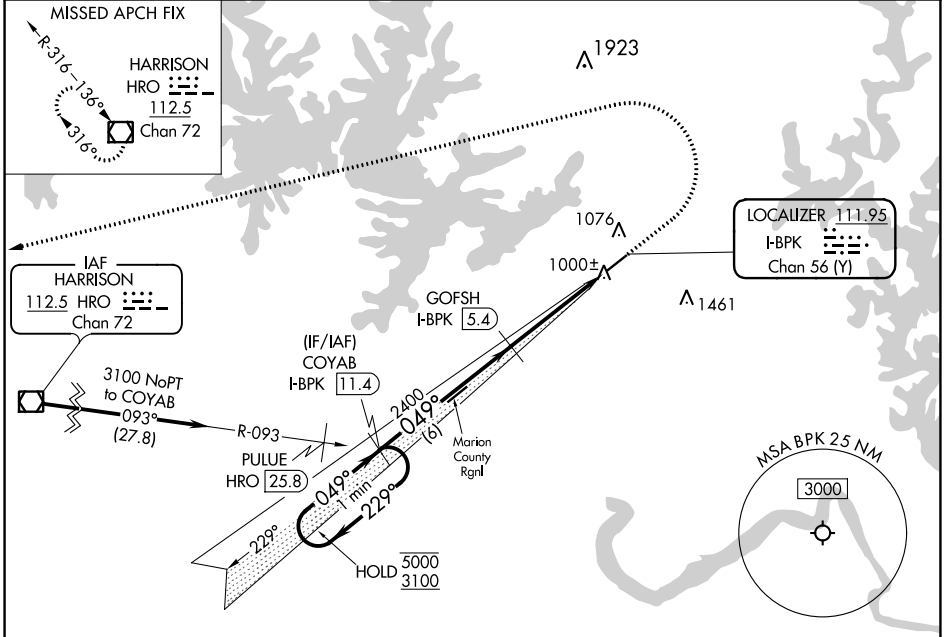 MISSED APCH FIX
R-316
136°
316°
HARRISON
HRO
112.5
Chan 72
1923
1076
1000±
1461
LOCALIZER 111.95
I-BPK
Chan 56 (Y)
IAF
HARRISON
112.5 HRO
Chan 72
3100 NoPT
to COYAB
093°
(27.8)
R-093
PULUE
HRO 25.8
(IF/IAF)
COYAB
I-BPK 11.4
GOFSH
I-BPK 5.4
2400
049°
(6)
Marion
County
Rgnl
049°
1 min
229°
229°
HOLD 5000
3100
MSA BPK 25 NM
3000